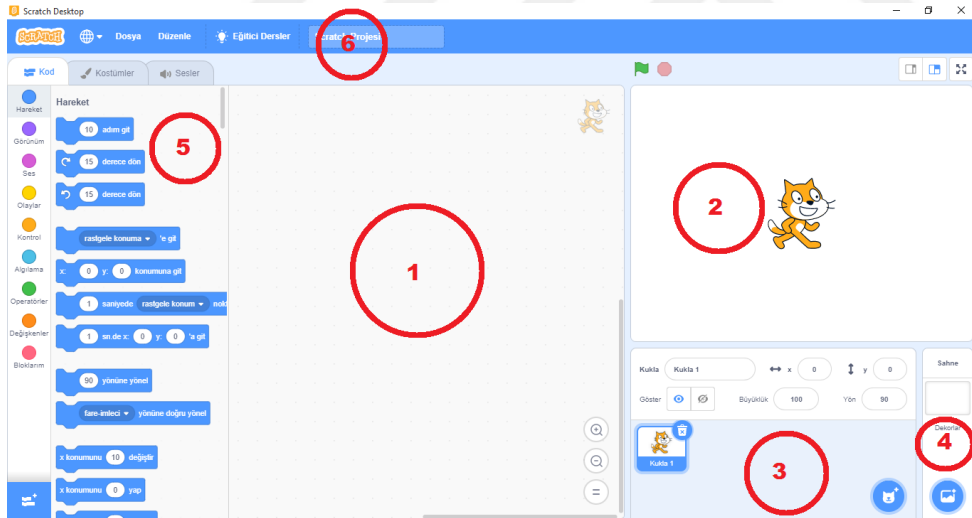 Scratch Desktop
SCRATCH Dosya Düzenle Eğitici Dersler Scratch Projesi
6
Kod Kostümler Sesler
Hareket
Görünüm
Ses
Olaylar
Kontrol
Algılama
Operatörler
Değişkenler
Bloklarım
Hareket
10 adım git
15 derece dön
15 derece dön
5
rastgele konuma 'e git
x: 0 y: 0 konumuna git
1 saniyede rastgele konum nokt
1 sn.de x: 0 y: 0 'a git
90 yönüne yönel
fare-imleci yönüne doğru yönel
x konumunu 10 değiştir
x konumunu 0 yap
1
2
Kukla Kukla 1 x 0 y 0
Göster Büyüklük 100 Yön 90
Kukla 1
3
Sahne
Dekorlar
4